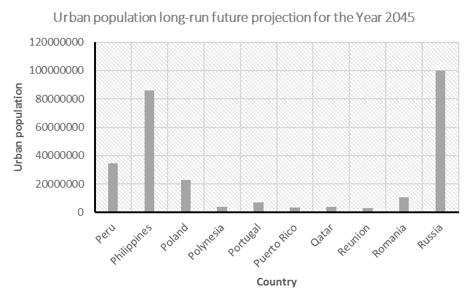 Urban population long-run future projection for the Year 2045
120000000
100000000
80000000
60000000
40000000
20000000
0
Urban population
Peru
Philippines
Poland
Polynesia
Portugal
Puerto Rico
Qatar
Reunion
Romania
Russia
Country